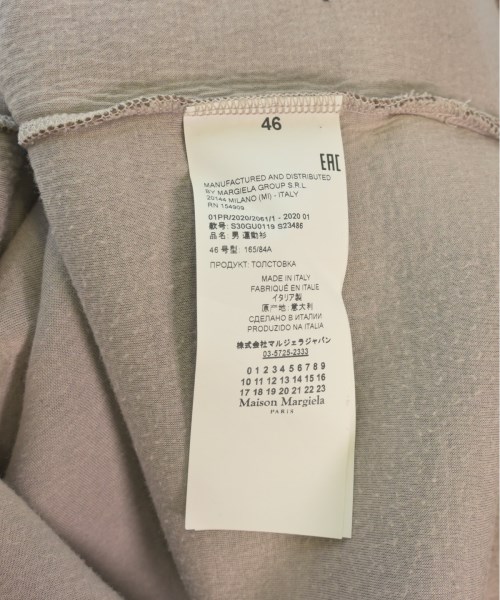 46
EAC
MANUFACTURED AND DISTRIBUTED
BY MARGIELA GROUP S.R.L
20144 MILANO (MI) - ITALY
RN 154909
01PR/2020/2061/1 - 2020 01
款号: S30GU0119 S23486
品名: 男 運動衫
46 号型: 165/84A
ПРОДУКТ: ТОЛСТОВКА
MADE IN ITALY
FABRIQUÉ EN ITALIE
イタリア製
原产地: 意大利
СДЕЛАНО В ИТАЛИИ
PRODUZIDO NA ITALIA
株式会社マルジェラジャパン
03-5725-2333
0 1 2 3 4 5 6 7 8 9
10 11 12 13 14 15 16
17 18 19 20 21 22 23
Maison Margiela
PARIS